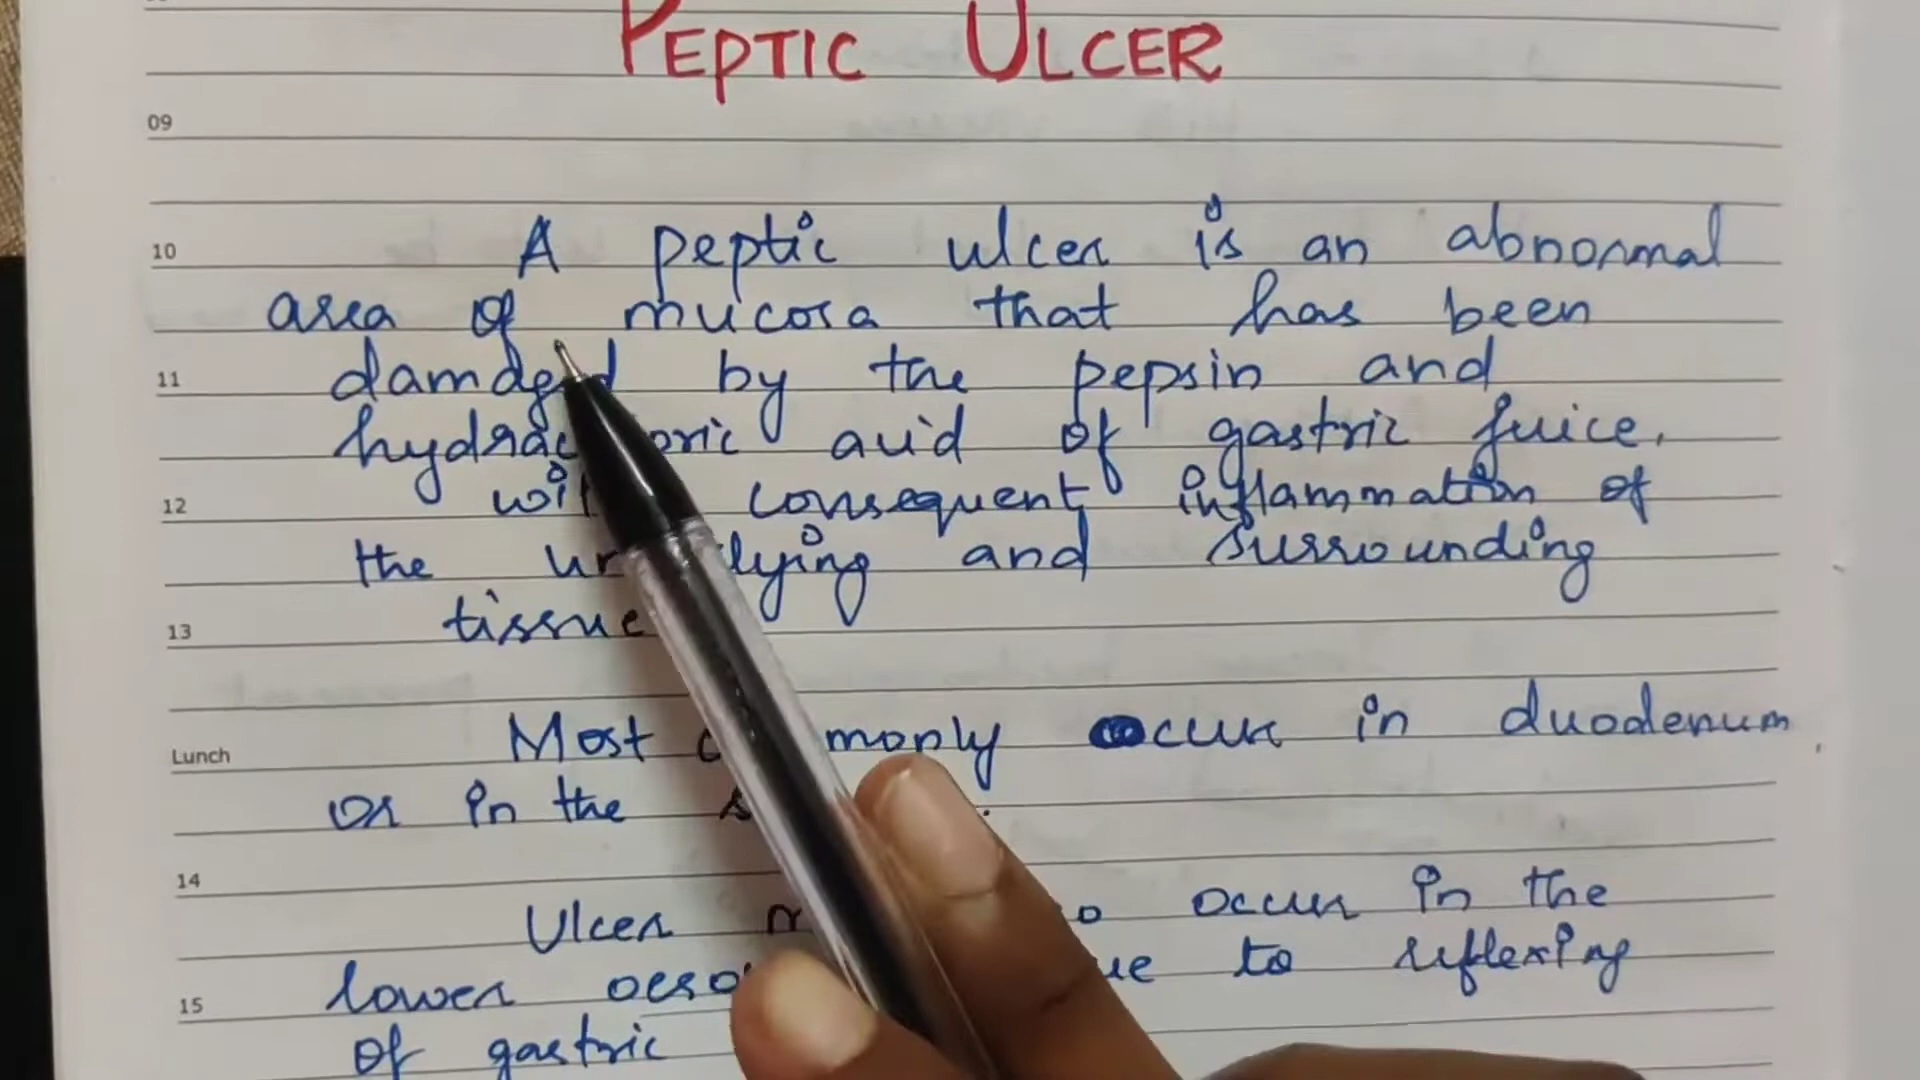 PEPTIC ULCER
09
10 A peptic ulcer is an abnormal
area of mucosa that has been
11 by the pepsin and
acid of gastric juice.
12 consequent inflammation of
the and surrounding
13 tissue
Lunch Most occur in duodenum
or in the
14
Ulcer occur in the
15 lower to reflexing
of gastric